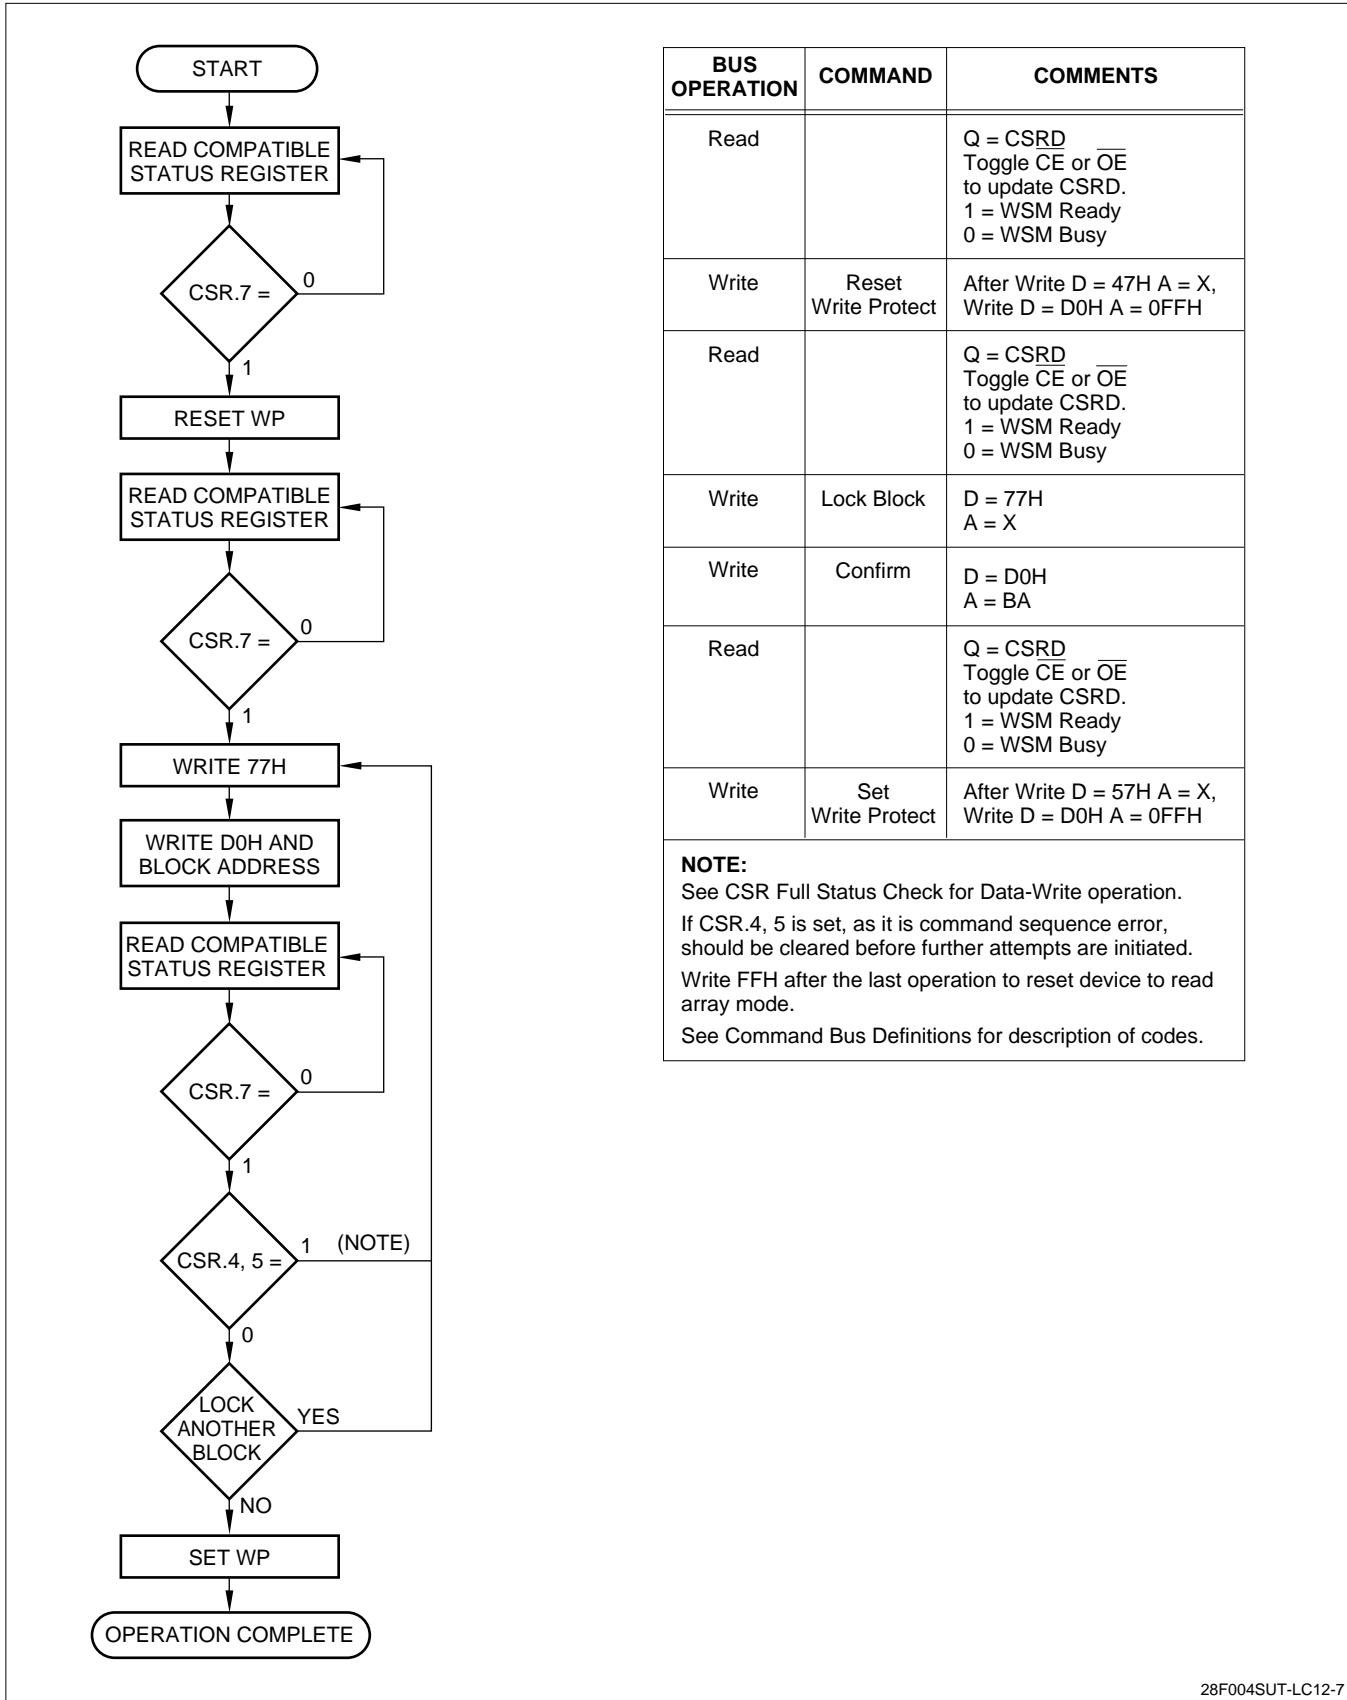 START
READ COMPATIBLE
STATUS REGISTER
CSR.7 =
0
1
RESET WP
READ COMPATIBLE
STATUS REGISTER
CSR.7 =
0
1
WRITE 77H
WRITE D0H AND
BLOCK ADDRESS
READ COMPATIBLE
STATUS REGISTER
CSR.7 =
0
1
CSR.4, 5 =
1 (NOTE)
0
LOCK
ANOTHER
BLOCK
YES
NO
SET WP
OPERATION COMPLETE
BUS
OPERATION
COMMAND
COMMENTS
Read
Q = CSRD
Toggle C̅E̅ or O̅E̅
to update CSRD.
1 = WSM Ready
0 = WSM Busy
Write
Reset
Write Protect
After Write D = 47H A = X,
Write D = D0H A = 0FFH
Read
Q = CSRD
Toggle C̅E̅ or O̅E̅
to update CSRD.
1 = WSM Ready
0 = WSM Busy
Write
Lock Block
D = 77H
A = X
Write
Confirm
D = D0H
A = BA
Read
Q = CSRD
Toggle C̅E̅ or O̅E̅
to update CSRD.
1 = WSM Ready
0 = WSM Busy
Write
Set
Write Protect
After Write D = 57H A = X,
Write D = D0H A = 0FFH
NOTE:
See CSR Full Status Check for Data-Write operation.
If CSR.4, 5 is set, as it is command sequence error,
should be cleared before further attempts are initiated.
Write FFH after the last operation to reset device to read
array mode.
See Command Bus Definitions for description of codes.
28F004SUT-LC12-7